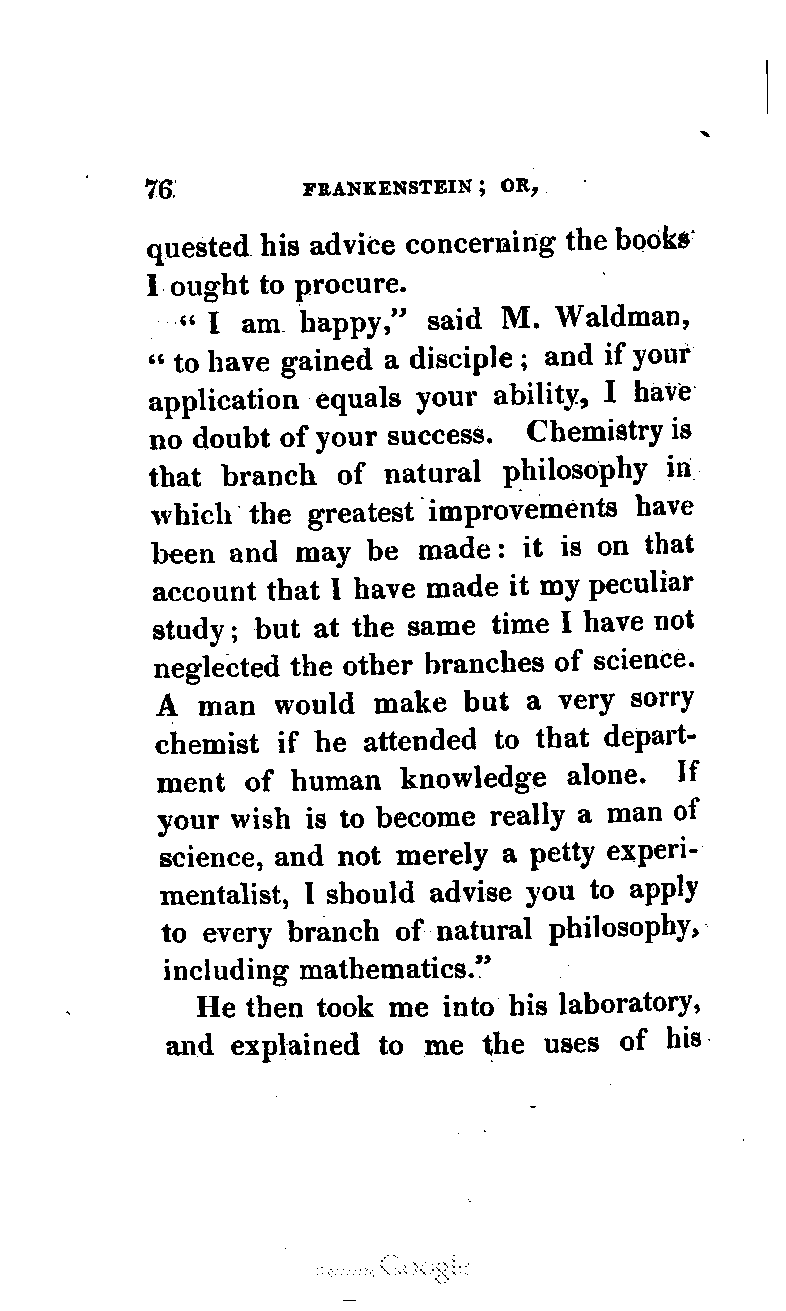 76 FRANKENSTEIN; OR,
quested his advice concerning the books
I ought to procure.
“ I am happy,” said M. Waldman,
“ to have gained a disciple; and if your
application equals your ability, I have
no doubt of your success. Chemistry is
that branch of natural philosophy in
which the greatest improvements have
been and may be made: it is on that
account that I have made it my peculiar
study; but at the same time I have not
neglected the other branches of science.
A man would make but a very sorry
chemist if he attended to that depart-
ment of human knowledge alone. If
your wish is to become really a man of
science, and not merely a petty experi-
mentalist, I should advise you to apply
to every branch of natural philosophy,
including mathematics.”
He then took me into his laboratory,
and explained to me the uses of his
Google